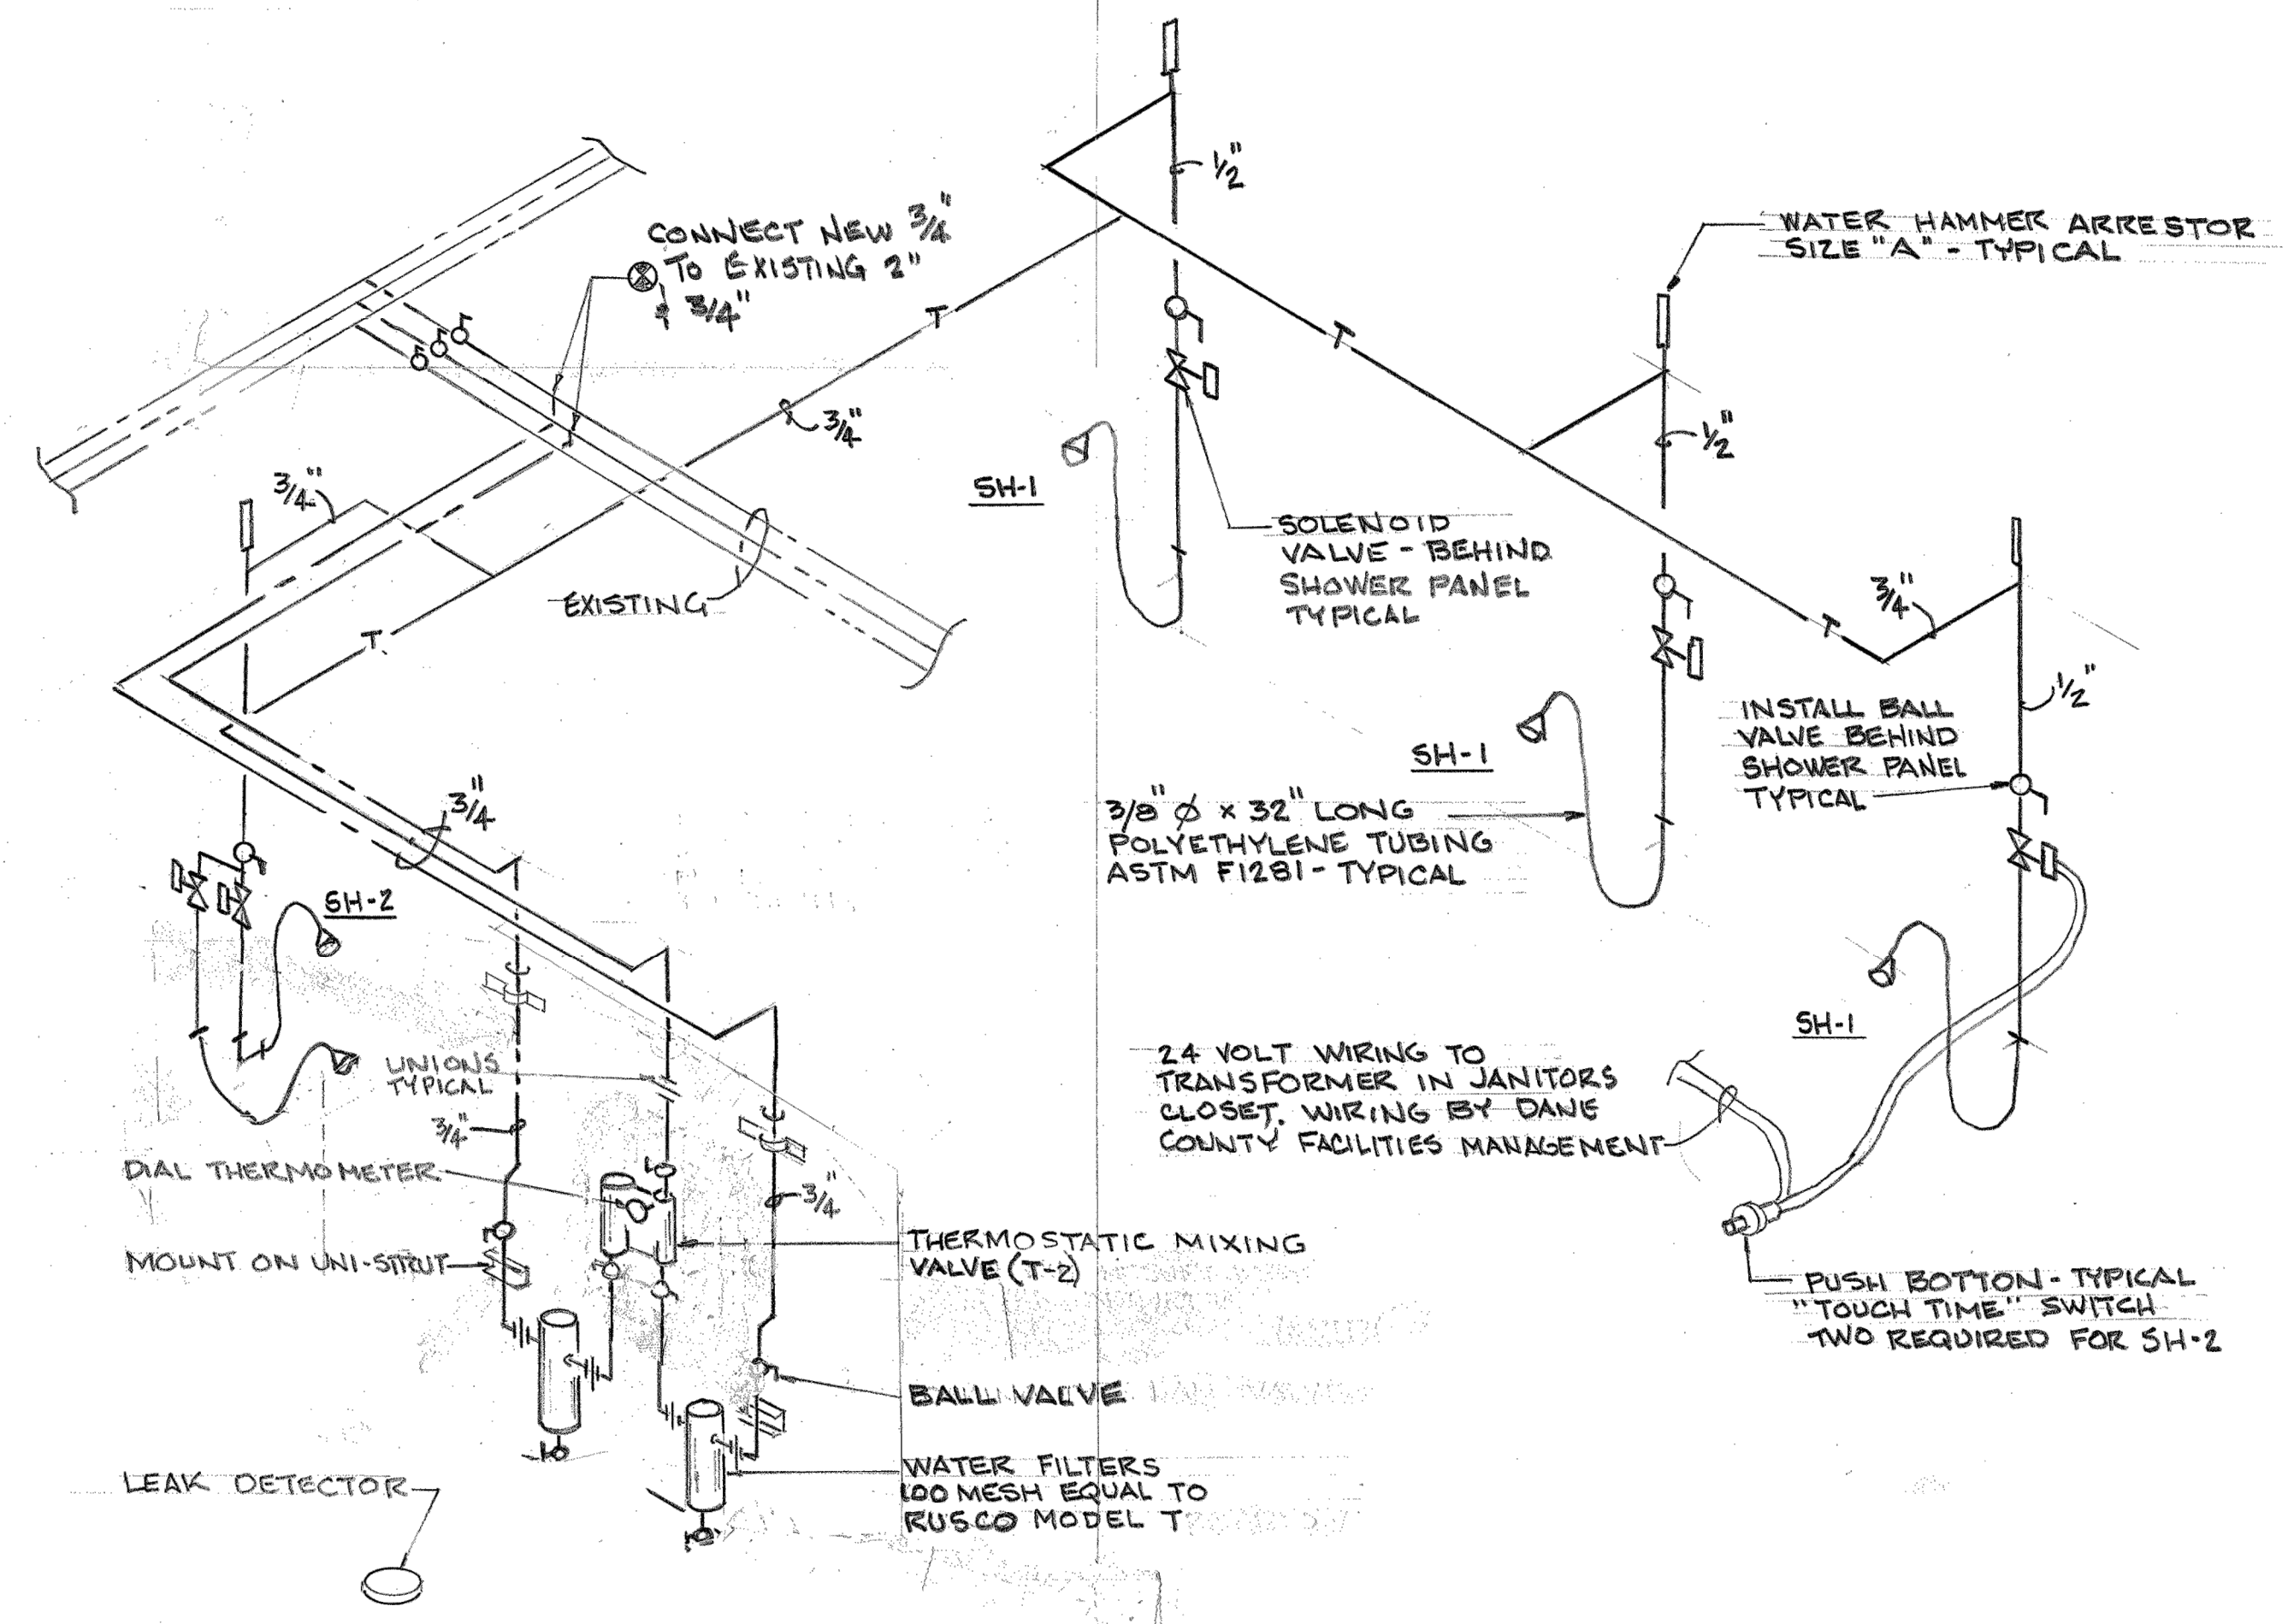 CONNECT NEW 3/4"
TO EXISTING 2"
& 3/4"
1/2"
WATER HAMMER ARRESTOR
SIZE "A" - TYPICAL
T
T
3/4"
1/2"
3/4"
SH-1
SOLENOID
VALVE - BEHIND
SHOWER PANEL
TYPICAL
EXISTING
3/4"
T
T
1/2"
INSTALL BALL
VALVE BEHIND
SHOWER PANEL
TYPICAL
SH-1
3/8" Ø x 32" LONG
POLYETHYLENE TUBING
ASTM F1281 - TYPICAL
3/4"
SH-2
SH-1
24 VOLT WIRING TO
TRANSFORMER IN JANITORS
CLOSET. WIRING BY DANE
COUNTY FACILITIES MANAGEMENT
UNIONS
TYPICAL
3/4"
DIAL THERMOMETER
3/4"
MOUNT ON UNI-STRUT
THERMOSTATIC MIXING
VALVE (T-2)
PUSH BOTTON - TYPICAL
"TOUCH TIME" SWITCH
TWO REQUIRED FOR SH-2
BALL VALVE
WATER FILTERS
100 MESH EQUAL TO
RUSCO MODEL T
LEAK DETECTOR